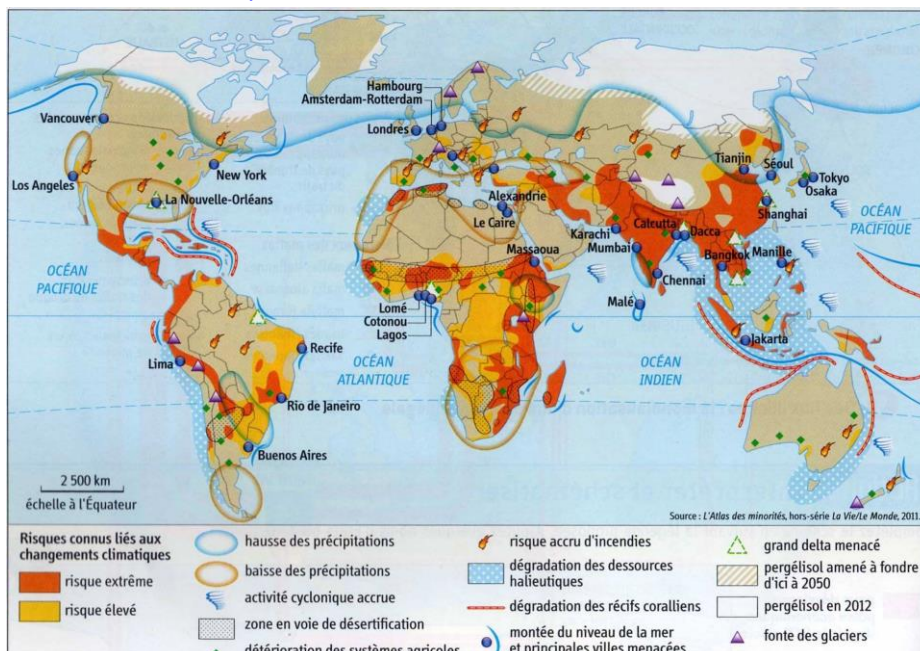 Hambourg
Amsterdam-Rotterdam
Londres
Vancouver
New York
Los Angeles
La Nouvelle-Orléans
Alexandrie
Le Caire
Massaoua
Karachi
Mumbai
Calcutta
Dacca
Chennai
Malé
Bangkok
Manille
Tianjin
Séoul
Tokyo
Osaka
Shanghai
Jakarta
OCÉAN
PACIFIQUE
OCÉAN
PACIFIQUE
Lomé
Cotonou
Lagos
Recife
Lima
OCÉAN
ATLANTIQUE
OCÉAN
INDIEN
Rio de Janeiro
Buenos Aires
2 500 km
échelle à l'Équateur
Source : L'Atlas des minorités, hors-série La Vie/Le Monde, 2011.
Risques connus liés aux
changements climatiques
risque extrême
risque élevé
hausse des précipitations
baisse des précipitations
activité cyclonique accrue
zone en voie de désertification
détérioration des systèmes agricoles
risque accru d'incendies
dégradation des dessources
halieutiques
dégradation des récifs coralliens
montée du niveau de la mer
et principales villes menacées
grand delta menacé
pergélisol amené à fondre
d'ici à 2050
pergélisol en 2012
fonte des glaciers